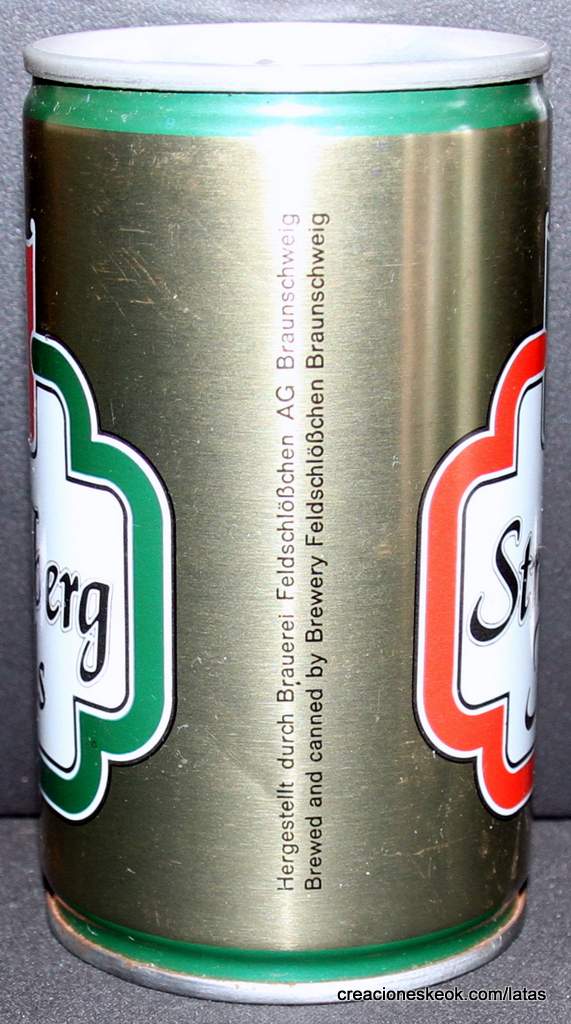 Hergestellt durch Brauerei Feldschlößchen AG Braunschweig
Brewed and canned by Brewery Feldschlößchen Braunschweig
erg
s
St
creacioneskeok.com/latas